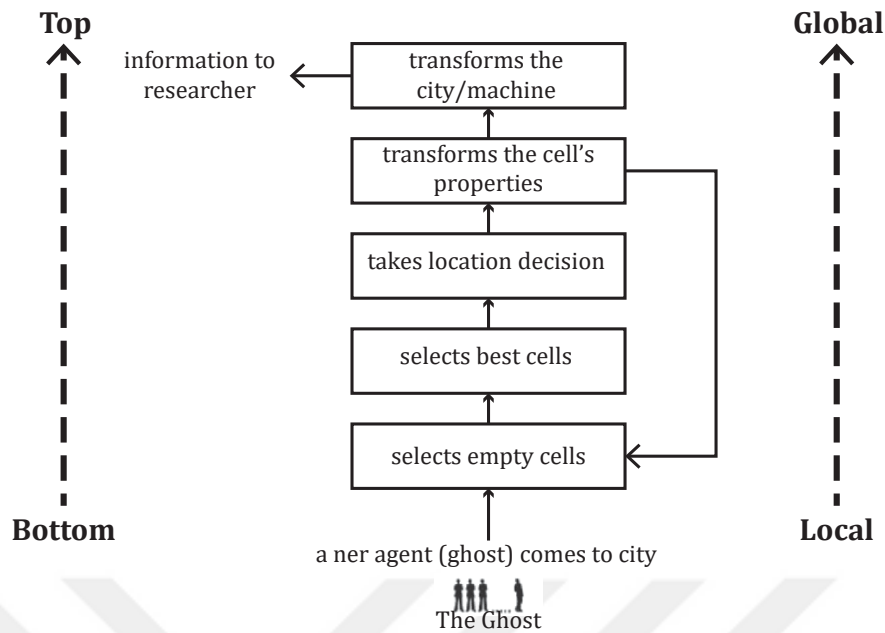 Top
Global
information to
researcher
transforms the
city/machine
transforms the cell's
properties
takes location decision
selects best cells
selects empty cells
Bottom
Local
a ner agent (ghost) comes to city
The Ghost